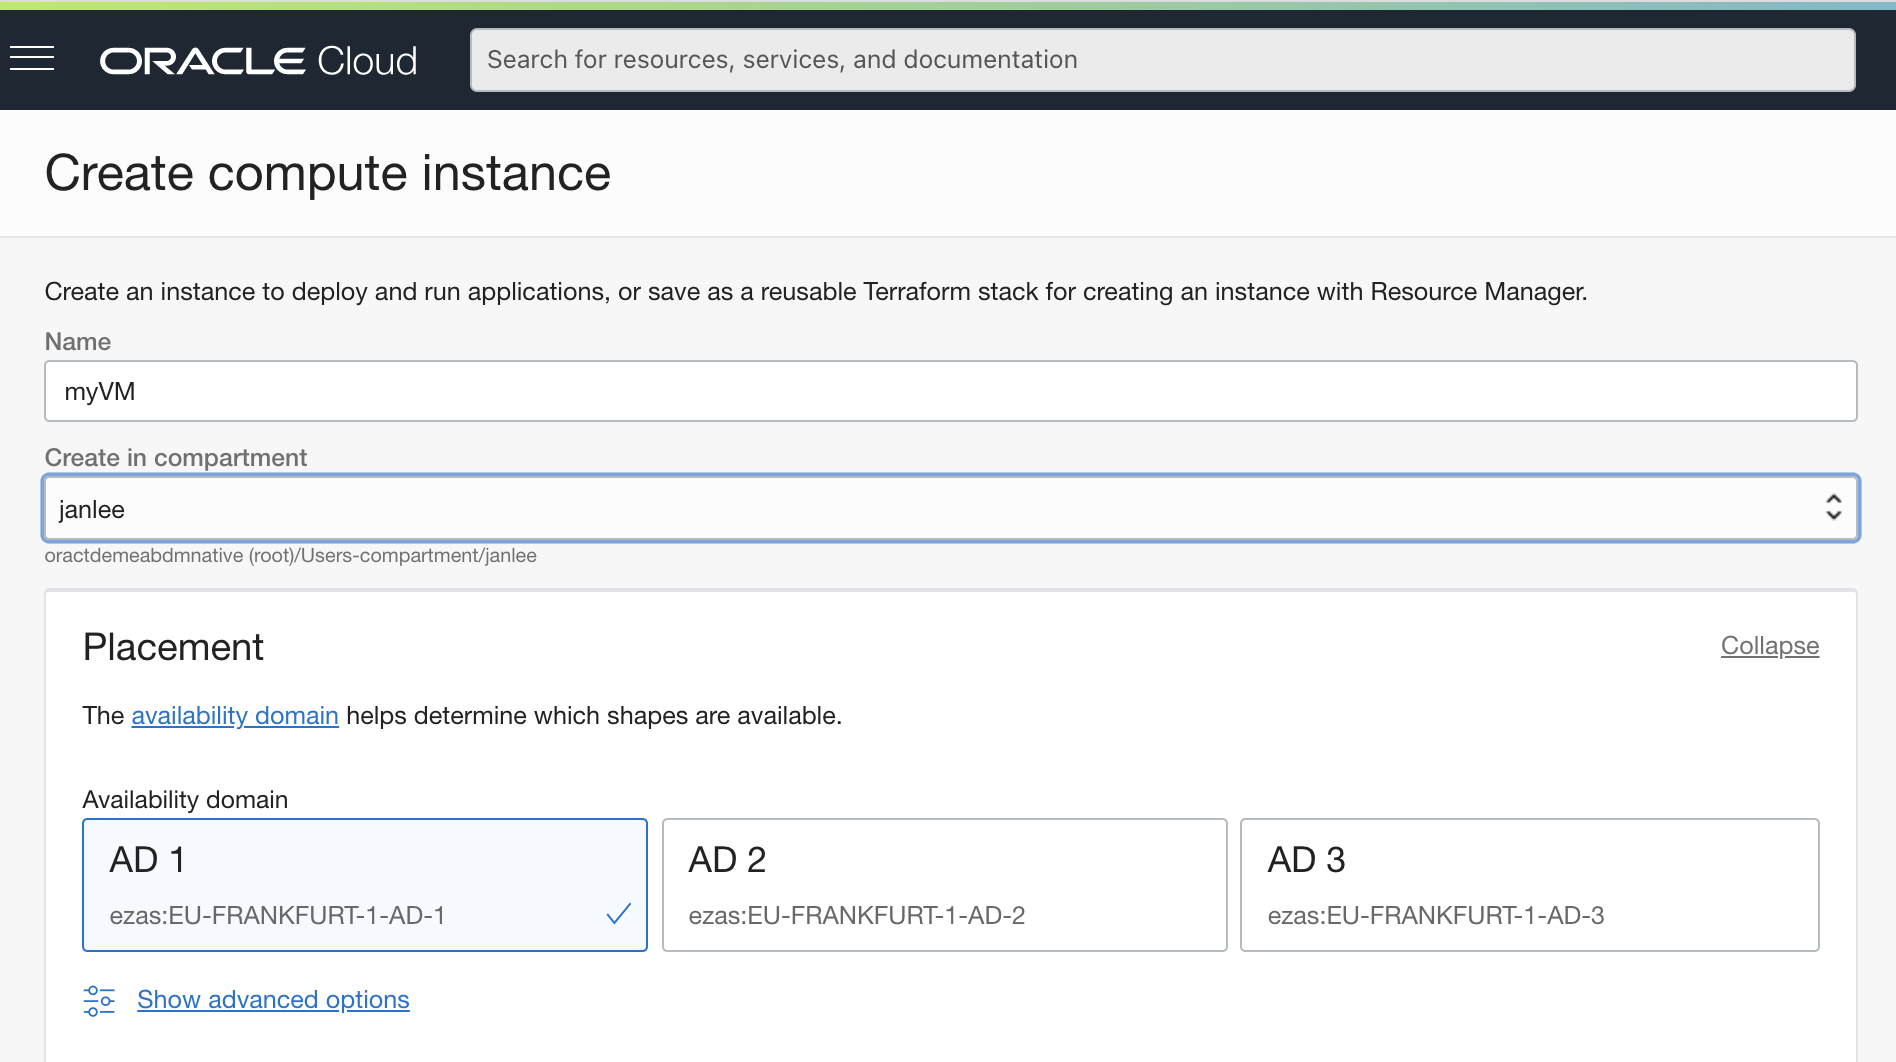 ORACLE Cloud
Search for resources, services, and documentation
Create compute instance
Create an instance to deploy and run applications, or save as a reusable Terraform stack for creating an instance with Resource Manager.
Name
myVM
Create in compartment
janlee
oractdemeabdmnative (root)/Users-compartment/janlee
Placement
Collapse
The availability domain helps determine which shapes are available.
Availability domain
AD 1
ezas:EU-FRANKFURT-1-AD-1
AD 2
ezas:EU-FRANKFURT-1-AD-2
AD 3
ezas:EU-FRANKFURT-1-AD-3
Show advanced options